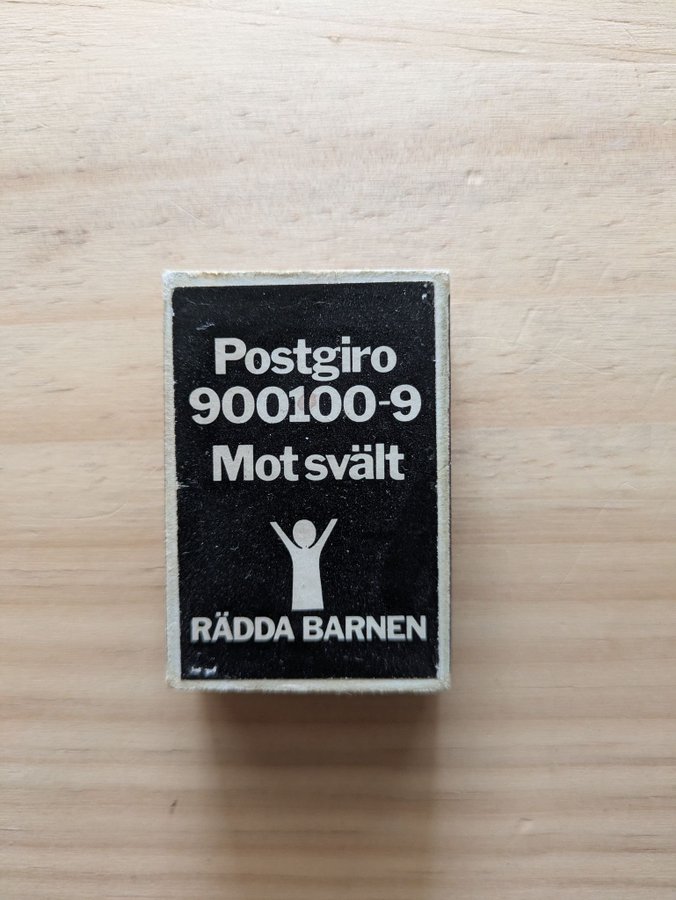 Postgiro
900100-9
Mot svält
RÄDDA BARNEN